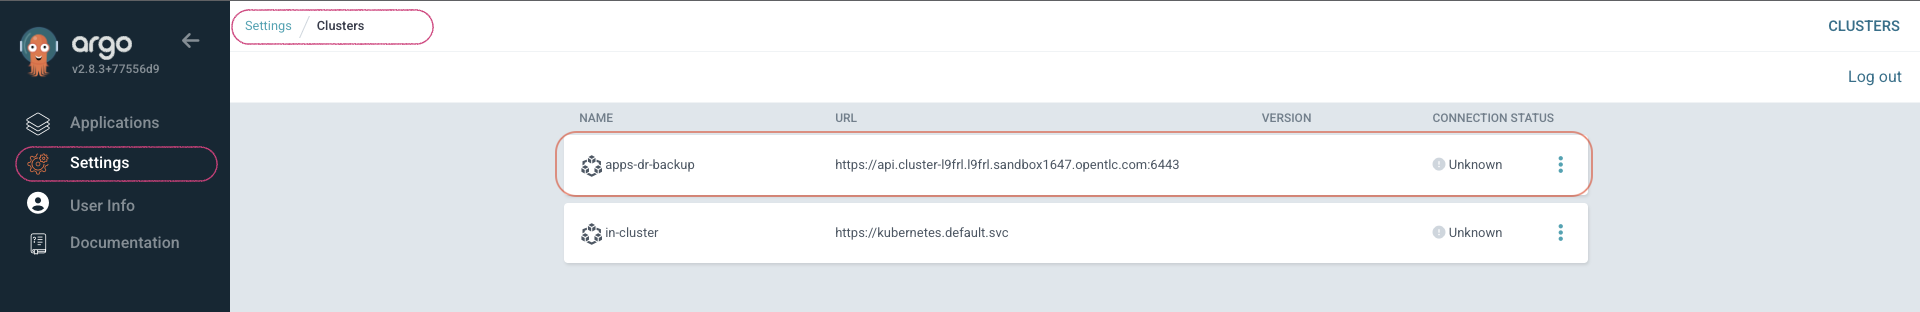 argo
v2.8.3+77556d9
Applications
Settings
User Info
Documentation
Settings / Clusters
CLUSTERS
Log out
NAME URL VERSION CONNECTION STATUS
apps-dr-backup https://api.cluster-l9frl.l9frl.sandbox1647.opentlc.com:6443 Unknown
in-cluster https://kubernetes.default.svc Unknown